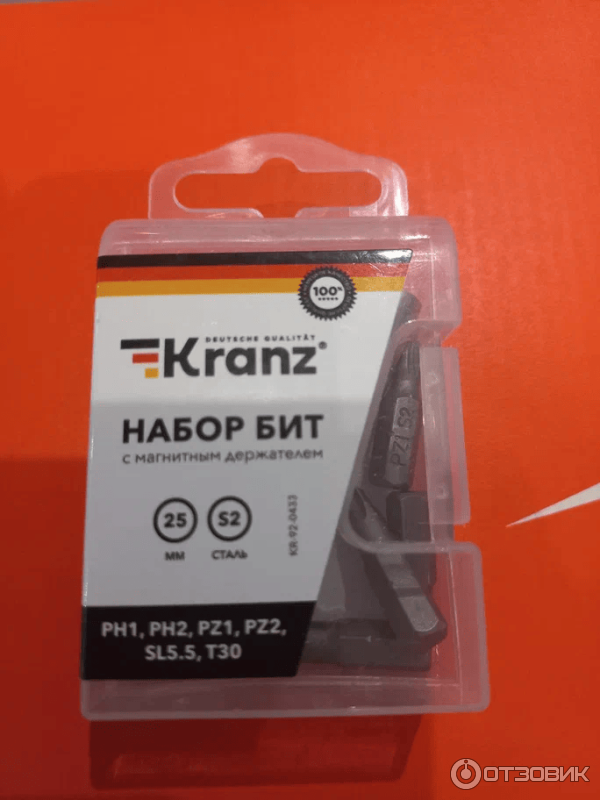 100%
DEUTSCHE QUALITÄT
Kranz®
НАБОР БИТ
с магнитным держателем
25
ММ
S2
СТАЛЬ
KR-92-0433
PH1, PH2, PZ1, PZ2,
SL5.5, T30
PZ1 S2
ОТЗОВИК